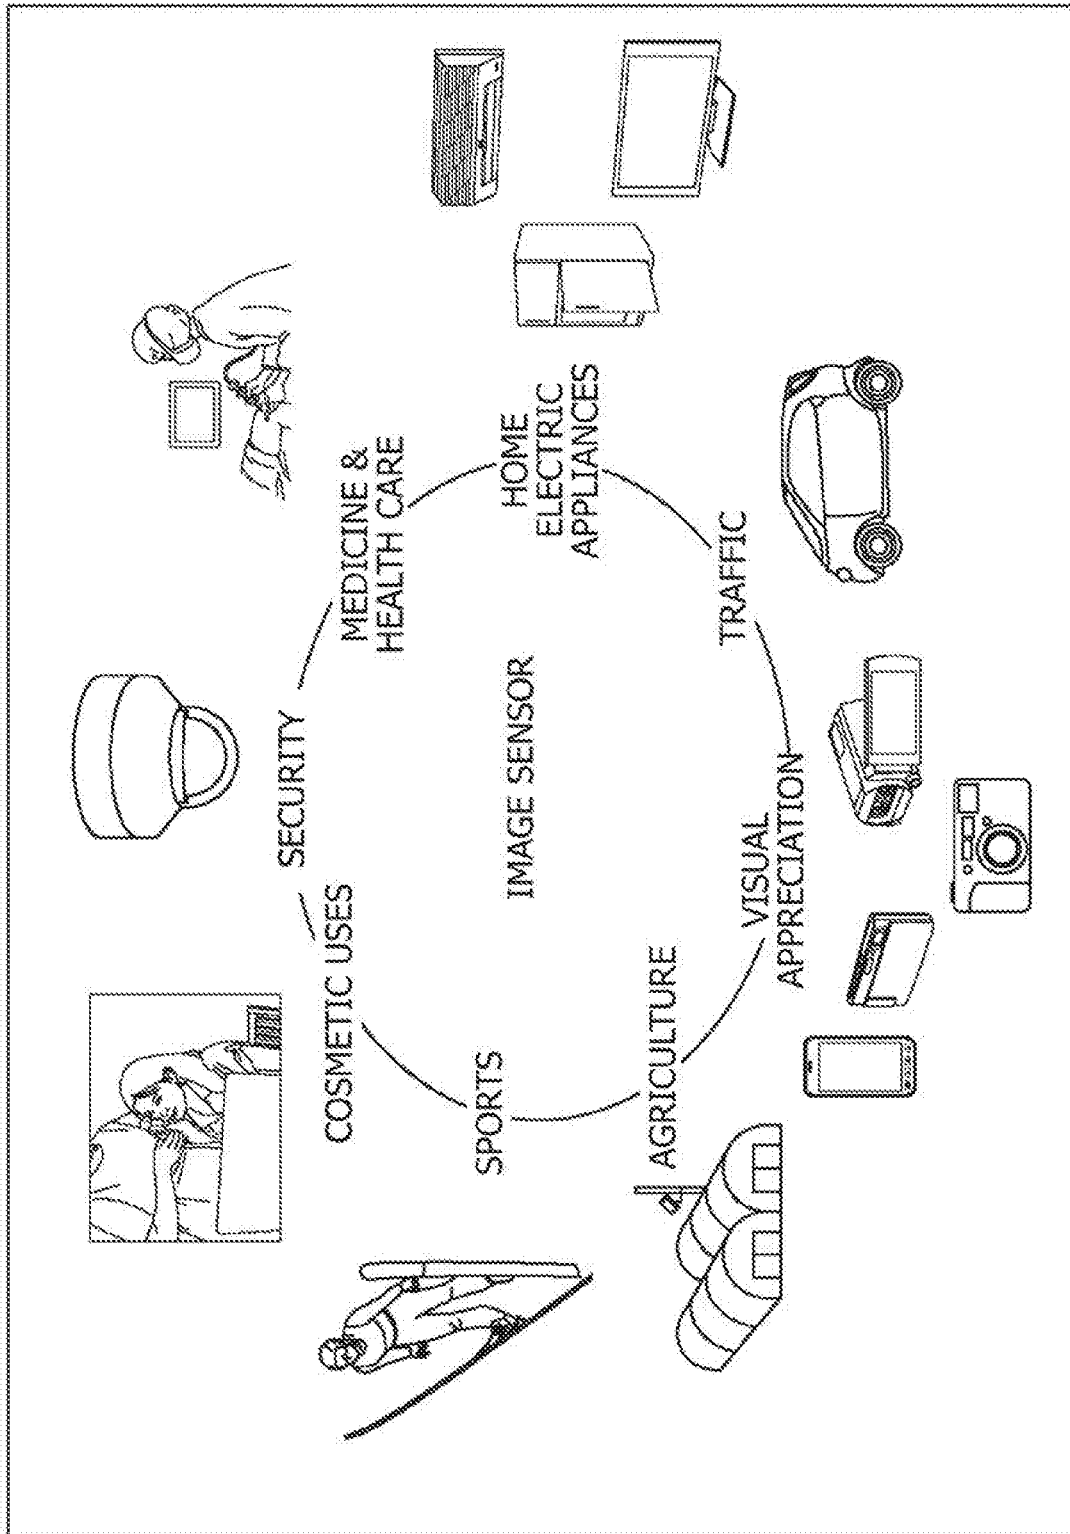 SECURITY
COSMETIC USES
MEDICINE &
HEALTH CARE
SPORTS
IMAGE SENSOR
HOME
ELECTRIC
APPLIANCES
AGRICULTURE
TRAFFIC
VISUAL
APPRECIATION